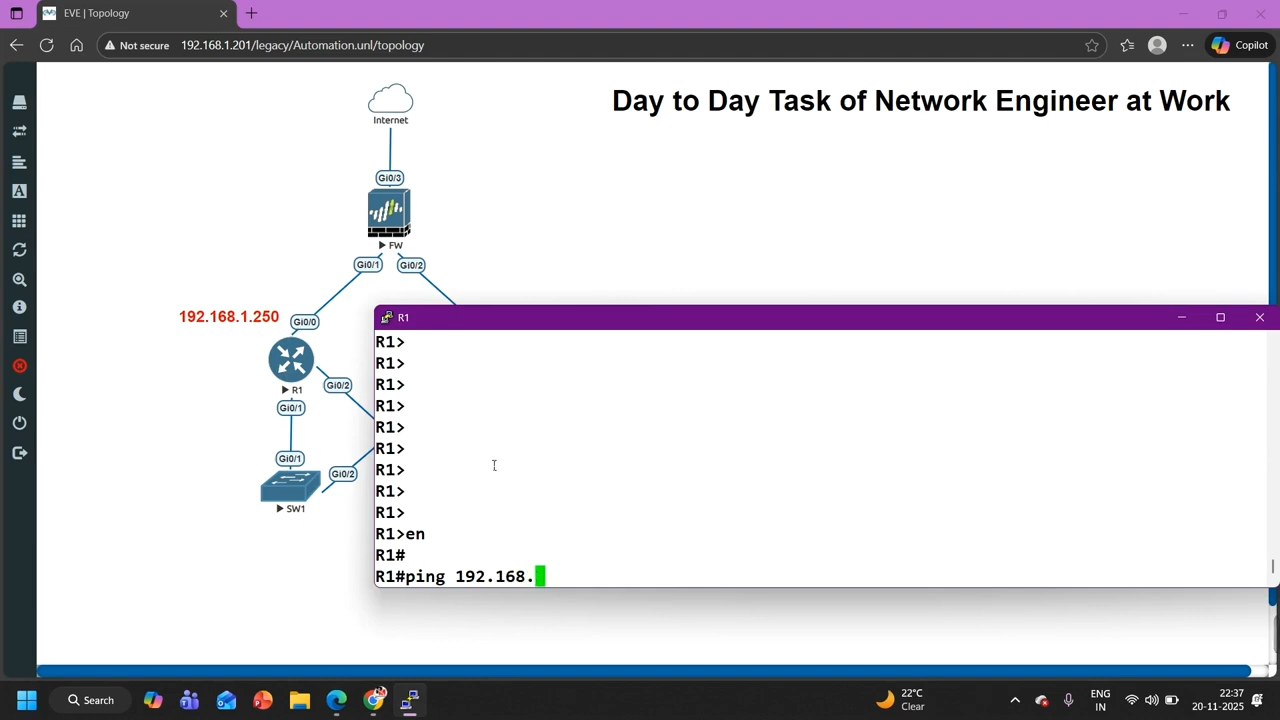 EVE | Topology
Not secure
192.168.1.201/legacy/Automation.unl/topology
Copilot
Day to Day Task of Network Engineer at Work
Internet
Gi0/3
FW
Gi0/1
Gi0/2
192.168.1.250
Gi0/0
R1
Gi0/2
Gi0/1
Gi0/1
Gi0/2
SW1
R1
R1>
R1>
R1>
R1>
R1>
R1>
R1>
R1>
R1>
R1>en
R1#
R1#ping 192.168.
Search
22°C
Clear
ENG
IN
22:37
20-11-2025